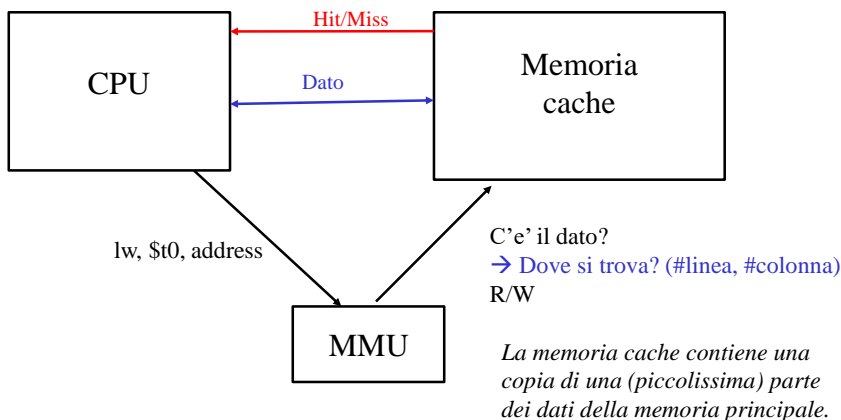 Hit/Miss
CPU
Dato
Memoria
cache
lw, $t0, address
MMU
C'e' il dato?
→ Dove si trova? (#linea, #colonna)
R/W
La memoria cache contiene una
copia di una (piccolissima) parte
dei dati della memoria principale.